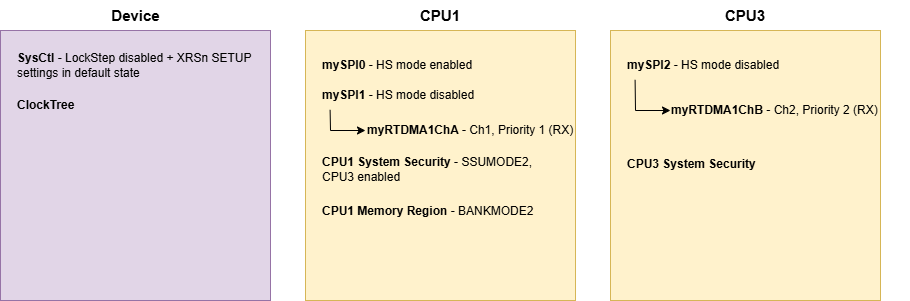 Device
SysCtl - LockStep disabled + XRSn SETUP
settings in default state
ClockTree
CPU1
mySPI0 - HS mode enabled
mySPI1 - HS mode disabled
myRTDMA1ChA - Ch1, Priority 1 (RX)
CPU1 System Security - SSUMODE2,
CPU3 enabled
CPU1 Memory Region - BANKMODE2
CPU3
mySPI2 - HS mode disabled
myRTDMA1ChB - Ch2, Priority 2 (RX)
CPU3 System Security